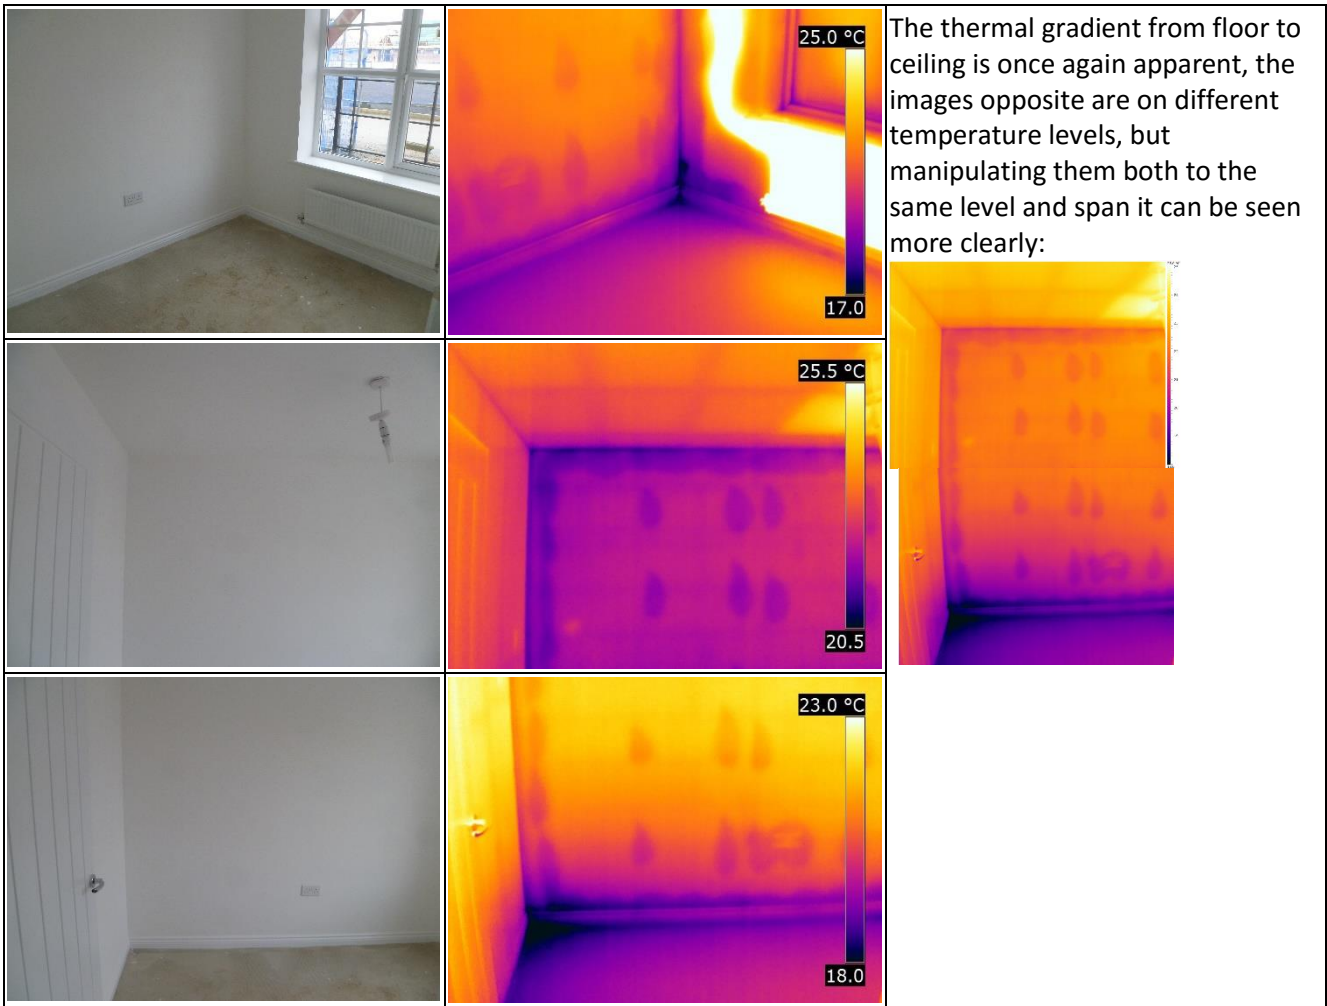 25.0 °C
17.0
The thermal gradient from floor to
ceiling is once again apparent, the
images opposite are on different
temperature levels, but
manipulating them both to the
same level and span it can be seen
more clearly:
25.5 °C
20.5
23.0 °C
18.0